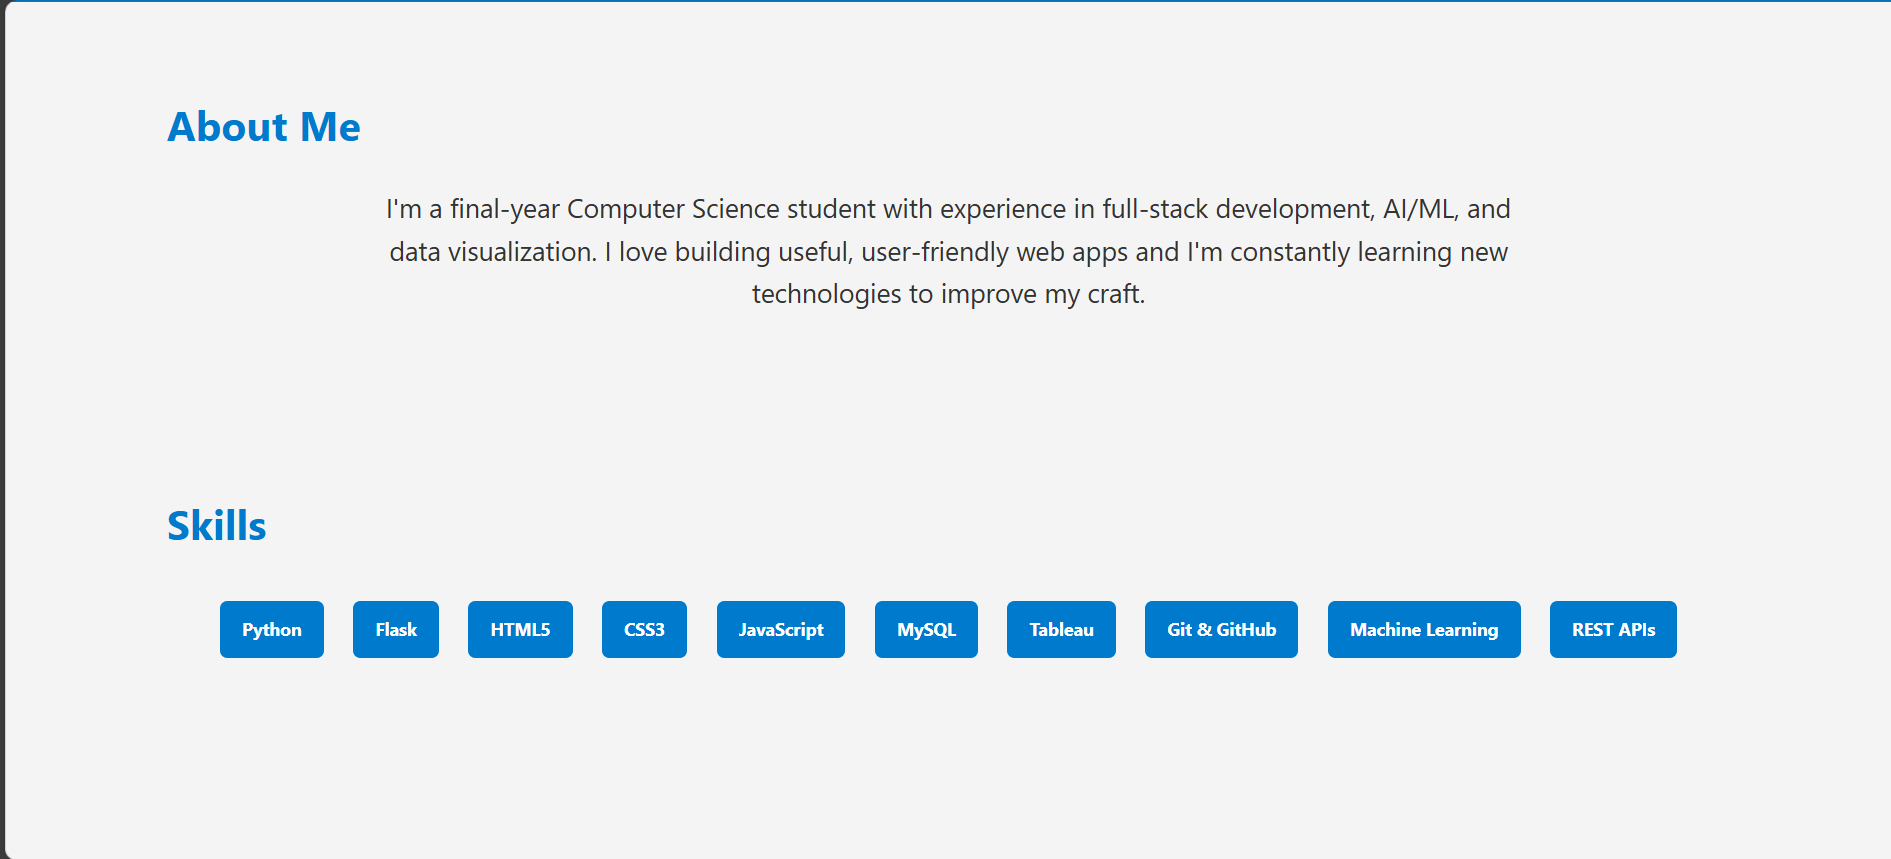 About Me
I'm a final-year Computer Science student with experience in full-stack development, AI/ML, and
data visualization. I love building useful, user-friendly web apps and I'm constantly learning new
technologies to improve my craft.
Skills
Python Flask HTML5 CSS3 JavaScript MySQL Tableau Git & GitHub Machine Learning REST APIs